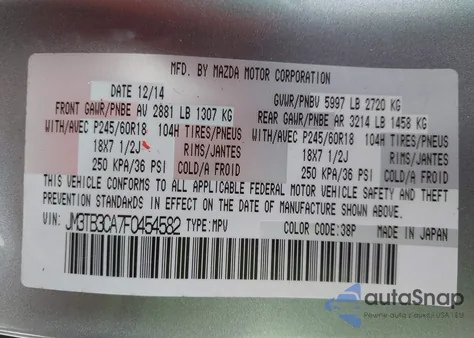 MFD. BY MAZDA MOTOR CORPORATION
DATE 12/14
GVWR/PNBV 5997 LB 2720 KG
FRONT GAWR/PNBE AV 2881 LB 1307 KG
REAR GAWR/PNBE AR 3214 LB 1458 KG
WITH/AVEC P245/60R18 104H TIRES/PNEUS
WITH/AVEC P245/60R18 104H TIRES/PNEUS
18X7 1/2J RIMS/JANTES
18X7 1/2J RIMS/JANTES
250 KPA/36 PSI COLD/A FROID
250 KPA/36 PSI COLD/A FROID
THIS VEHICLE CONFORMS TO ALL APPLICABLE FEDERAL MOTOR VEHICLE SAFETY AND THEFT
PREVENTION STANDARDS IN EFFECT ON THE DATE OF MANUFACTURE SHOWN ABOVE.
VIN: JM3TB3CA7F0454582 TYPE: MPV
COLOR CODE: 38P MADE IN JAPAN
autoSnap
Pewne auta z aukcji USA i EU